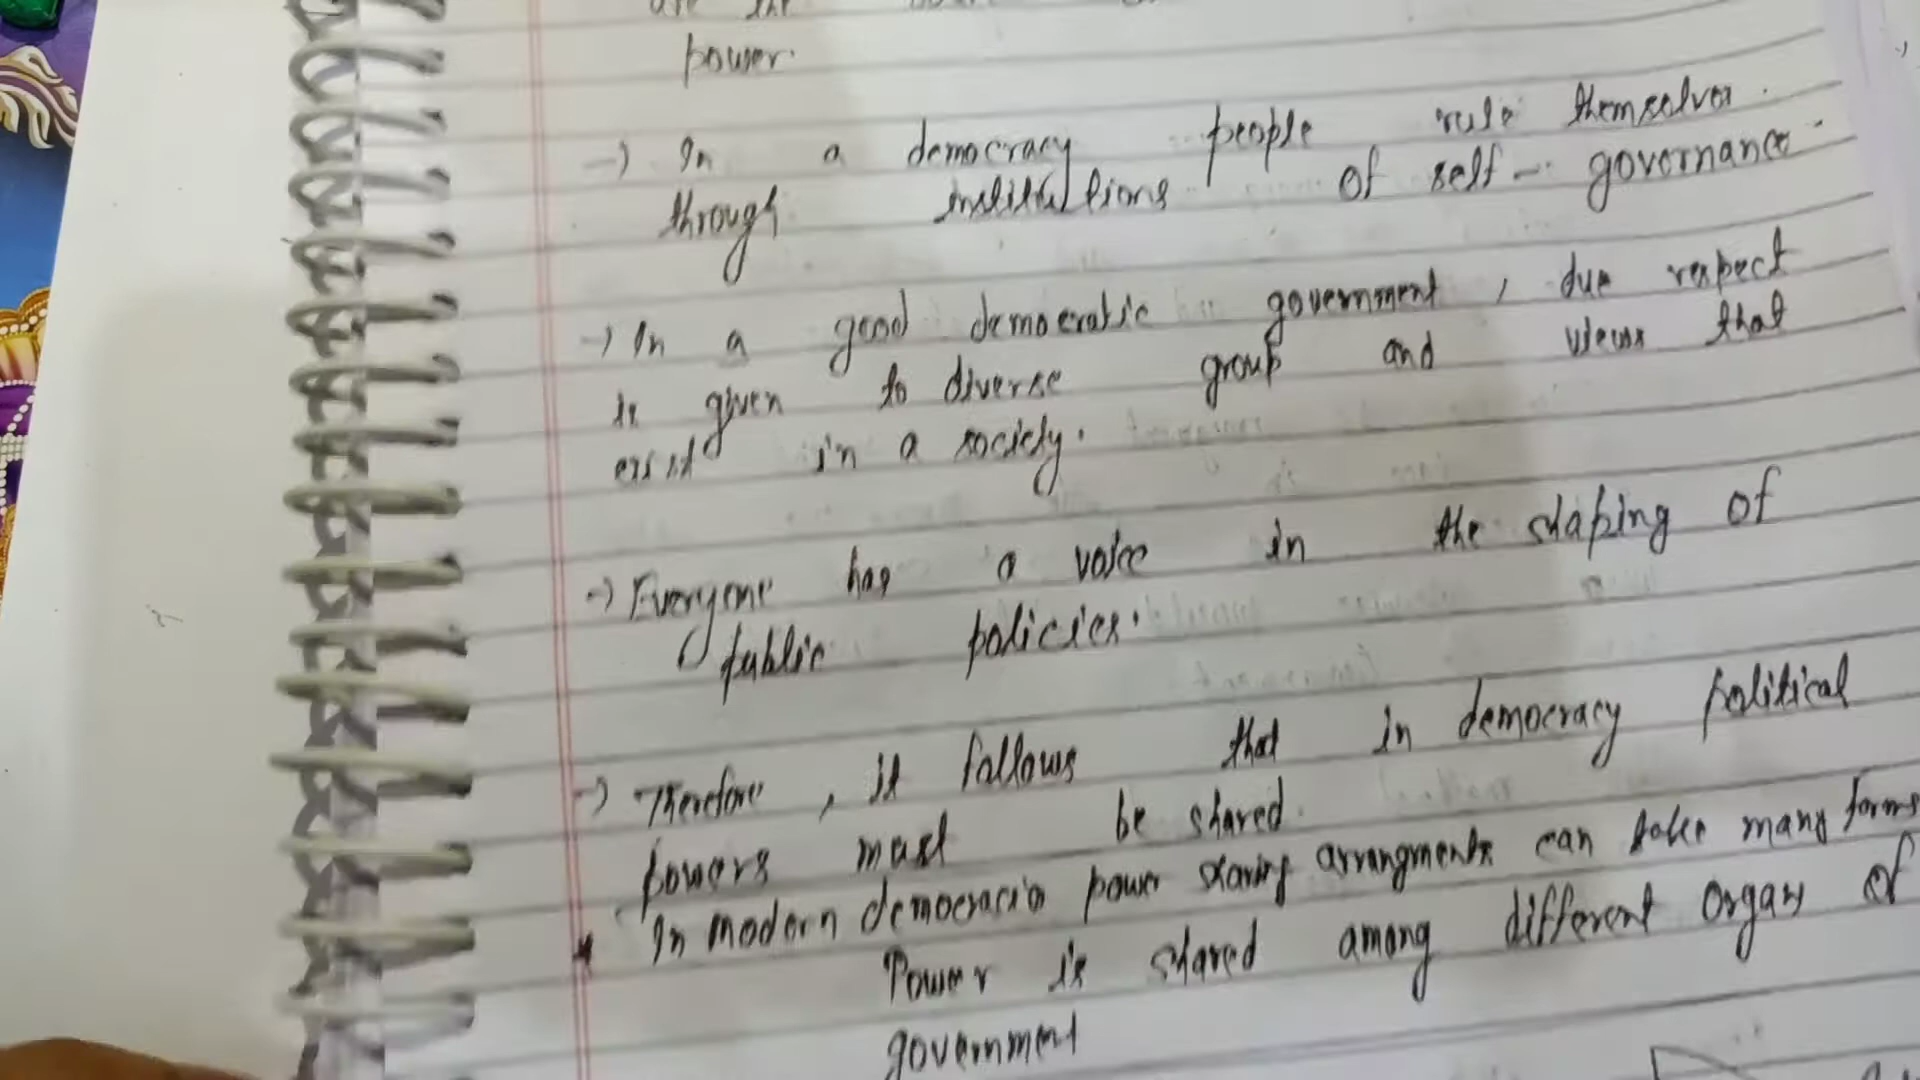 power.
→ In a democracy people rule themselves.
through institutions of self - governance.
→ In a good democratic government, due respect
is given to diverse group and views that
exist in a society.
→ Everyone has a voice in the shaping of
public policies.
→ Therefore, it follows that in democracy political
powers must be shared.
* In modern democracies power sharing arrangments can take many forms
Power is shared among different organs of
government